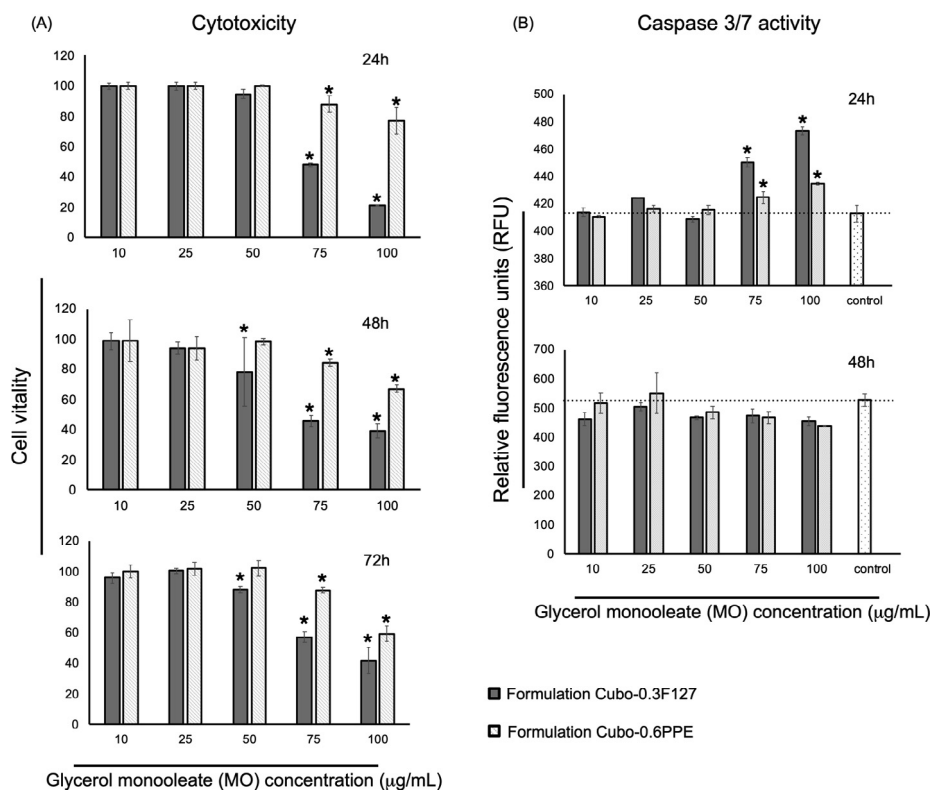 (A) Cytotoxicity
24h
120
100
80
60
40
20
0
* * * *
10 25 50 75 100
48h
120
100
80
60
40
20
0
* * * * *
10 25 50 75 100
72h
120
100
80
60
40
20
0
* * * * *
10 25 50 75 100
Cell vitality
Glycerol monooleate (MO) concentration (μg/mL)
(B) Caspase 3/7 activity
24h
500
480
460
440
420
400
380
360
* * * *
10 25 50 75 100 control
48h
700
600
500
400
300
200
100
0
10 25 50 75 100 control
Relative fluorescence units (RFU)
Glycerol monooleate (MO) concentration (μg/mL)
Formulation Cubo-0.3F127
Formulation Cubo-0.6PPE